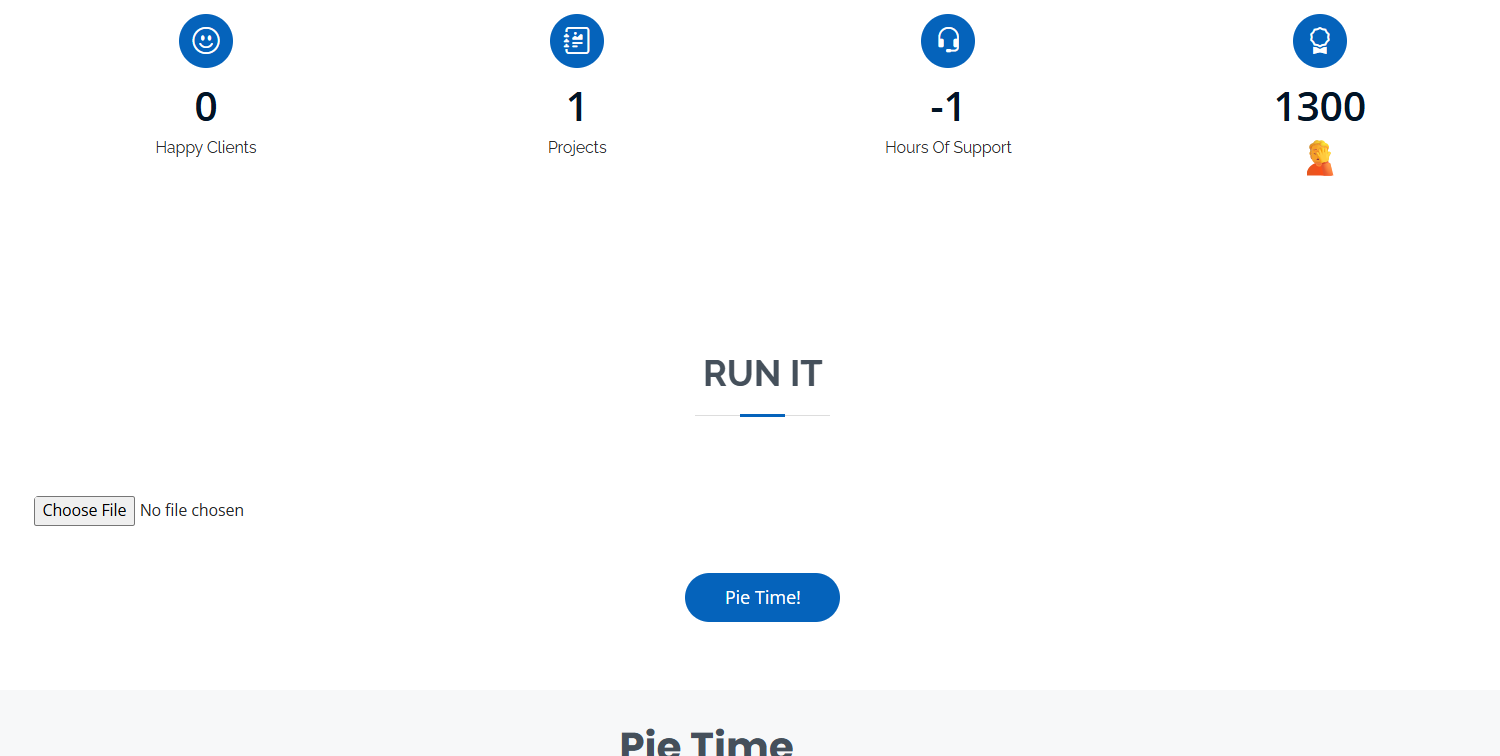 0
1
-1
1300
Happy Clients
Projects
Hours Of Support
🤦
RUN IT
Choose File No file chosen
Pie Time!
Pie Time